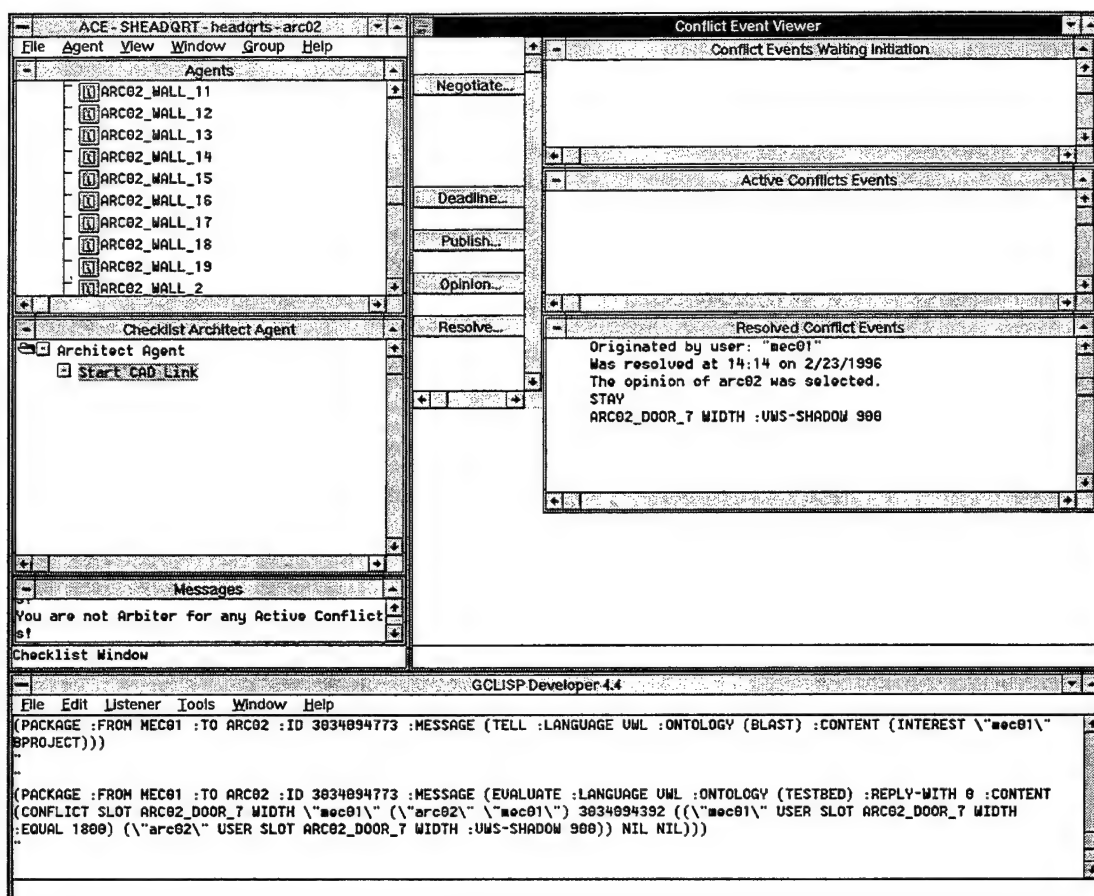 ACE - SHEADQRT - headqrts - arc02
File Agent View Window Group Help
Agents
ARC02_WALL_11
ARC02_WALL_12
ARC02_WALL_13
ARC02_WALL_14
ARC02_WALL_15
ARC02_WALL_16
ARC02_WALL_17
ARC02_WALL_18
ARC02_WALL_19
ARC02_WALL_2
Checklist Architect Agent
Architect Agent
Start CAD Link
Messages
You are not Arbiter for any Active Conflict
s!
Checklist Window
Conflict Event Viewer
Negotiate...
Deadline...
Publish...
Opinion...
Resolve...
Conflict Events Waiting Initiation
Active Conflicts Events
Resolved Conflict Events
Originated by user: "mec01"
Was resolved at 14:14 on 2/23/1996
The opinion of arc02 was selected.
STAY
ARC02_DOOR_7 WIDTH :VWS-SHADOW 900
GCLISP Developer 4.4
File Edit Listener Tools Window Help
(PACKAGE :FROM MEC01 :TO ARC02 :ID 3034094773 :MESSAGE (TELL :LANGUAGE VWL :ONTOLOGY (BLAST) :CONTENT (INTEREST \"mec01\"
BPROJECT)))
"
"
(PACKAGE :FROM MEC01 :TO ARC02 :ID 3034094773 :MESSAGE (EVALUATE :LANGUAGE VWL :ONTOLOGY (TESTBED) :REPLY-WITH 0 :CONTENT
(CONFLICT SLOT ARC02_DOOR_7 WIDTH \"mec01\" (\"arc02\" \"mec01\") 3034094392 ((\"mec01\" USER SLOT ARC02_DOOR_7 WIDTH
:EQUAL 1800) (\"arc02\" USER SLOT ARC02_DOOR_7 WIDTH :VWS-SHADOW 900)) NIL NIL)))
"